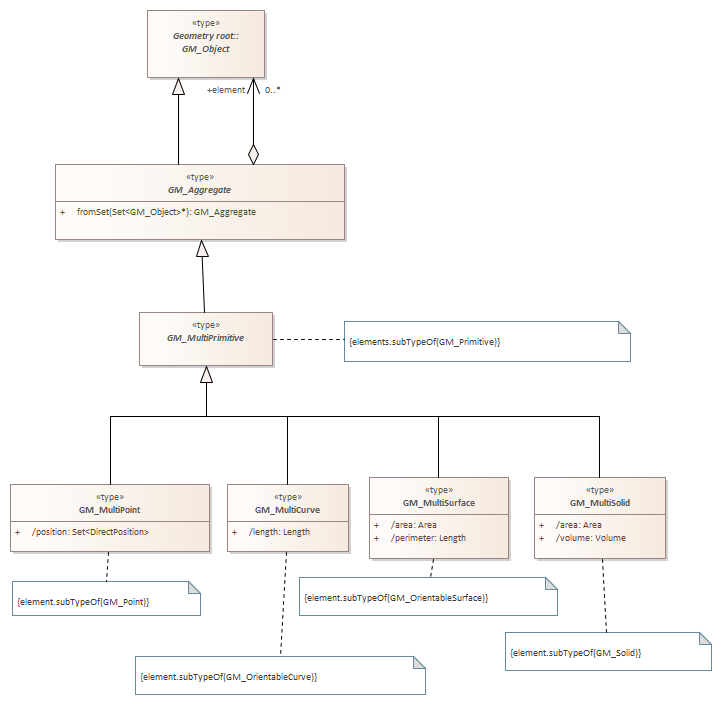 «type»
Geometry root::
GM_Object
+element
0..*
«type»
GM_Aggregate
+ fromSet(Set<GM_Object>*): GM_Aggregate
«type»
GM_MultiPrimitive
{elements.subTypeOf(GM_Primitive)}
«type»
GM_MultiPoint
+ /position: Set<DirectPosition>
«type»
GM_MultiCurve
+ /length: Length
«type»
GM_MultiSurface
+ /area: Area
+ /perimeter: Length
«type»
GM_MultiSolid
+ /area: Area
+ /volume: Volume
{element.subTypeOf(GM_Point)}
{element.subTypeOf(GM_OrientableSurface)}
{element.subTypeOf(GM_Solid)}
{element.subTypeOf(GM_OrientableCurve)}